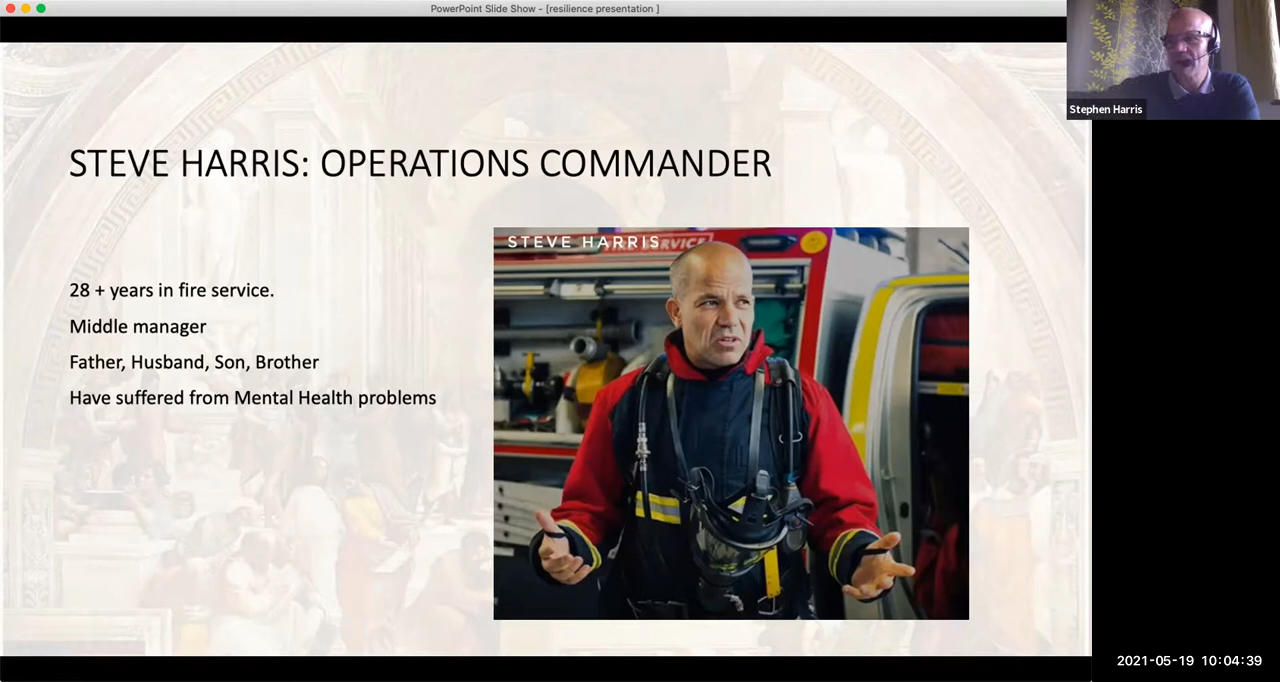 PowerPoint Slide Show - [resilience presentation ]
Stephen Harris
STEVE HARRIS: OPERATIONS COMMANDER
STEVE HARRIS
SERVICE
28 + years in fire service.
Middle manager
Father, Husband, Son, Brother
Have suffered from Mental Health problems
2021-05-19 10:04:39